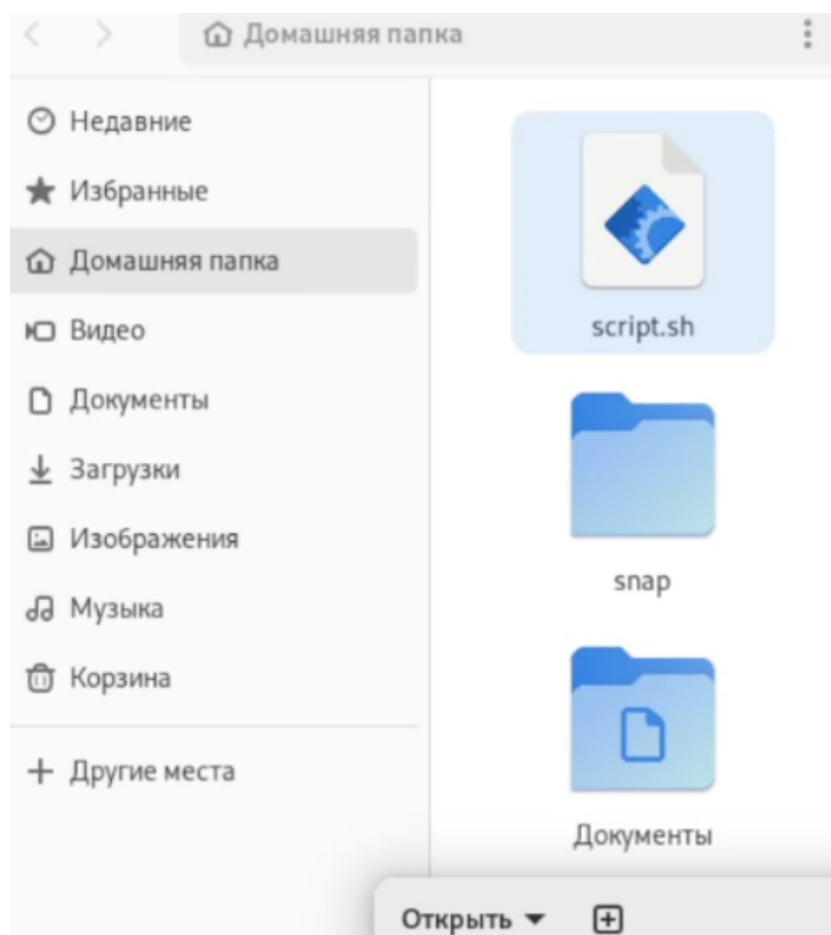 Домашняя папка
Недавние
Избранные
Домашняя папка
Видео
Документы
Загрузки
Изображения
Музыка
Корзина
Другие места
script.sh
snap
Документы
Открыть